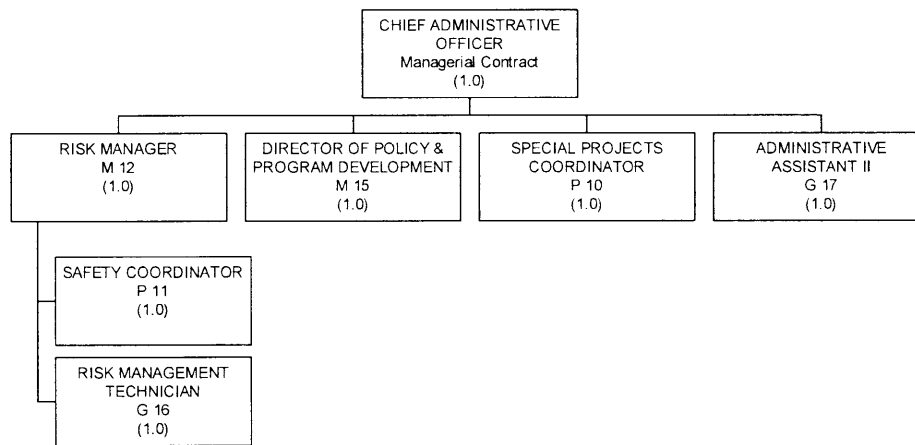 CHIEF ADMINISTRATIVE
OFFICER
Managerial Contract
(1.0)
RISK MANAGER
M 12
(1.0)
DIRECTOR OF POLICY &
PROGRAM DEVELOPMENT
M 15
(1.0)
SPECIAL PROJECTS
COORDINATOR
P 10
(1.0)
ADMINISTRATIVE
ASSISTANT II
G 17
(1.0)
SAFETY COORDINATOR
P 11
(1.0)
RISK MANAGEMENT
TECHNICIAN
G 16
(1.0)